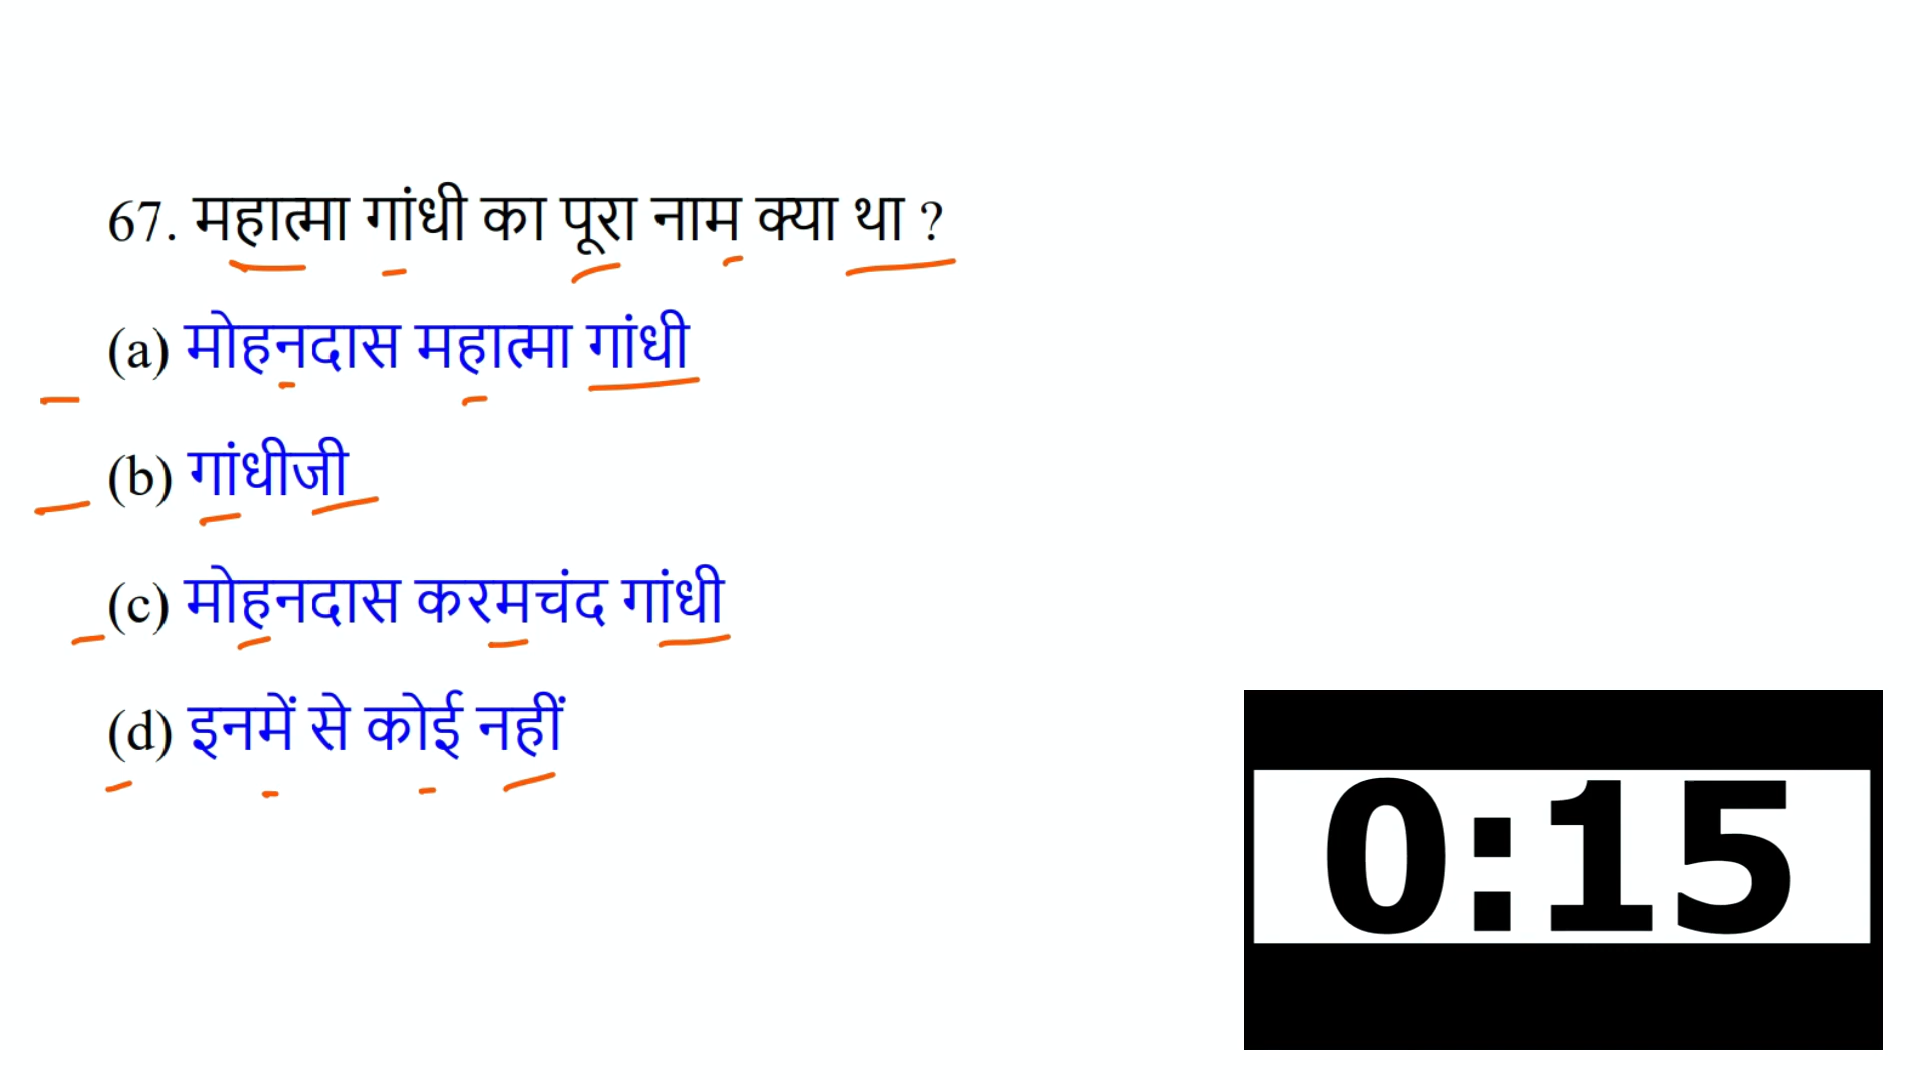 67. महात्मा गांधी का पूरा नाम क्या था ?
(a) मोहनदास महात्मा गांधी
(b) गांधीजी
(c) मोहनदास करमचंद गांधी
(d) इनमें से कोई नहीं
0:15